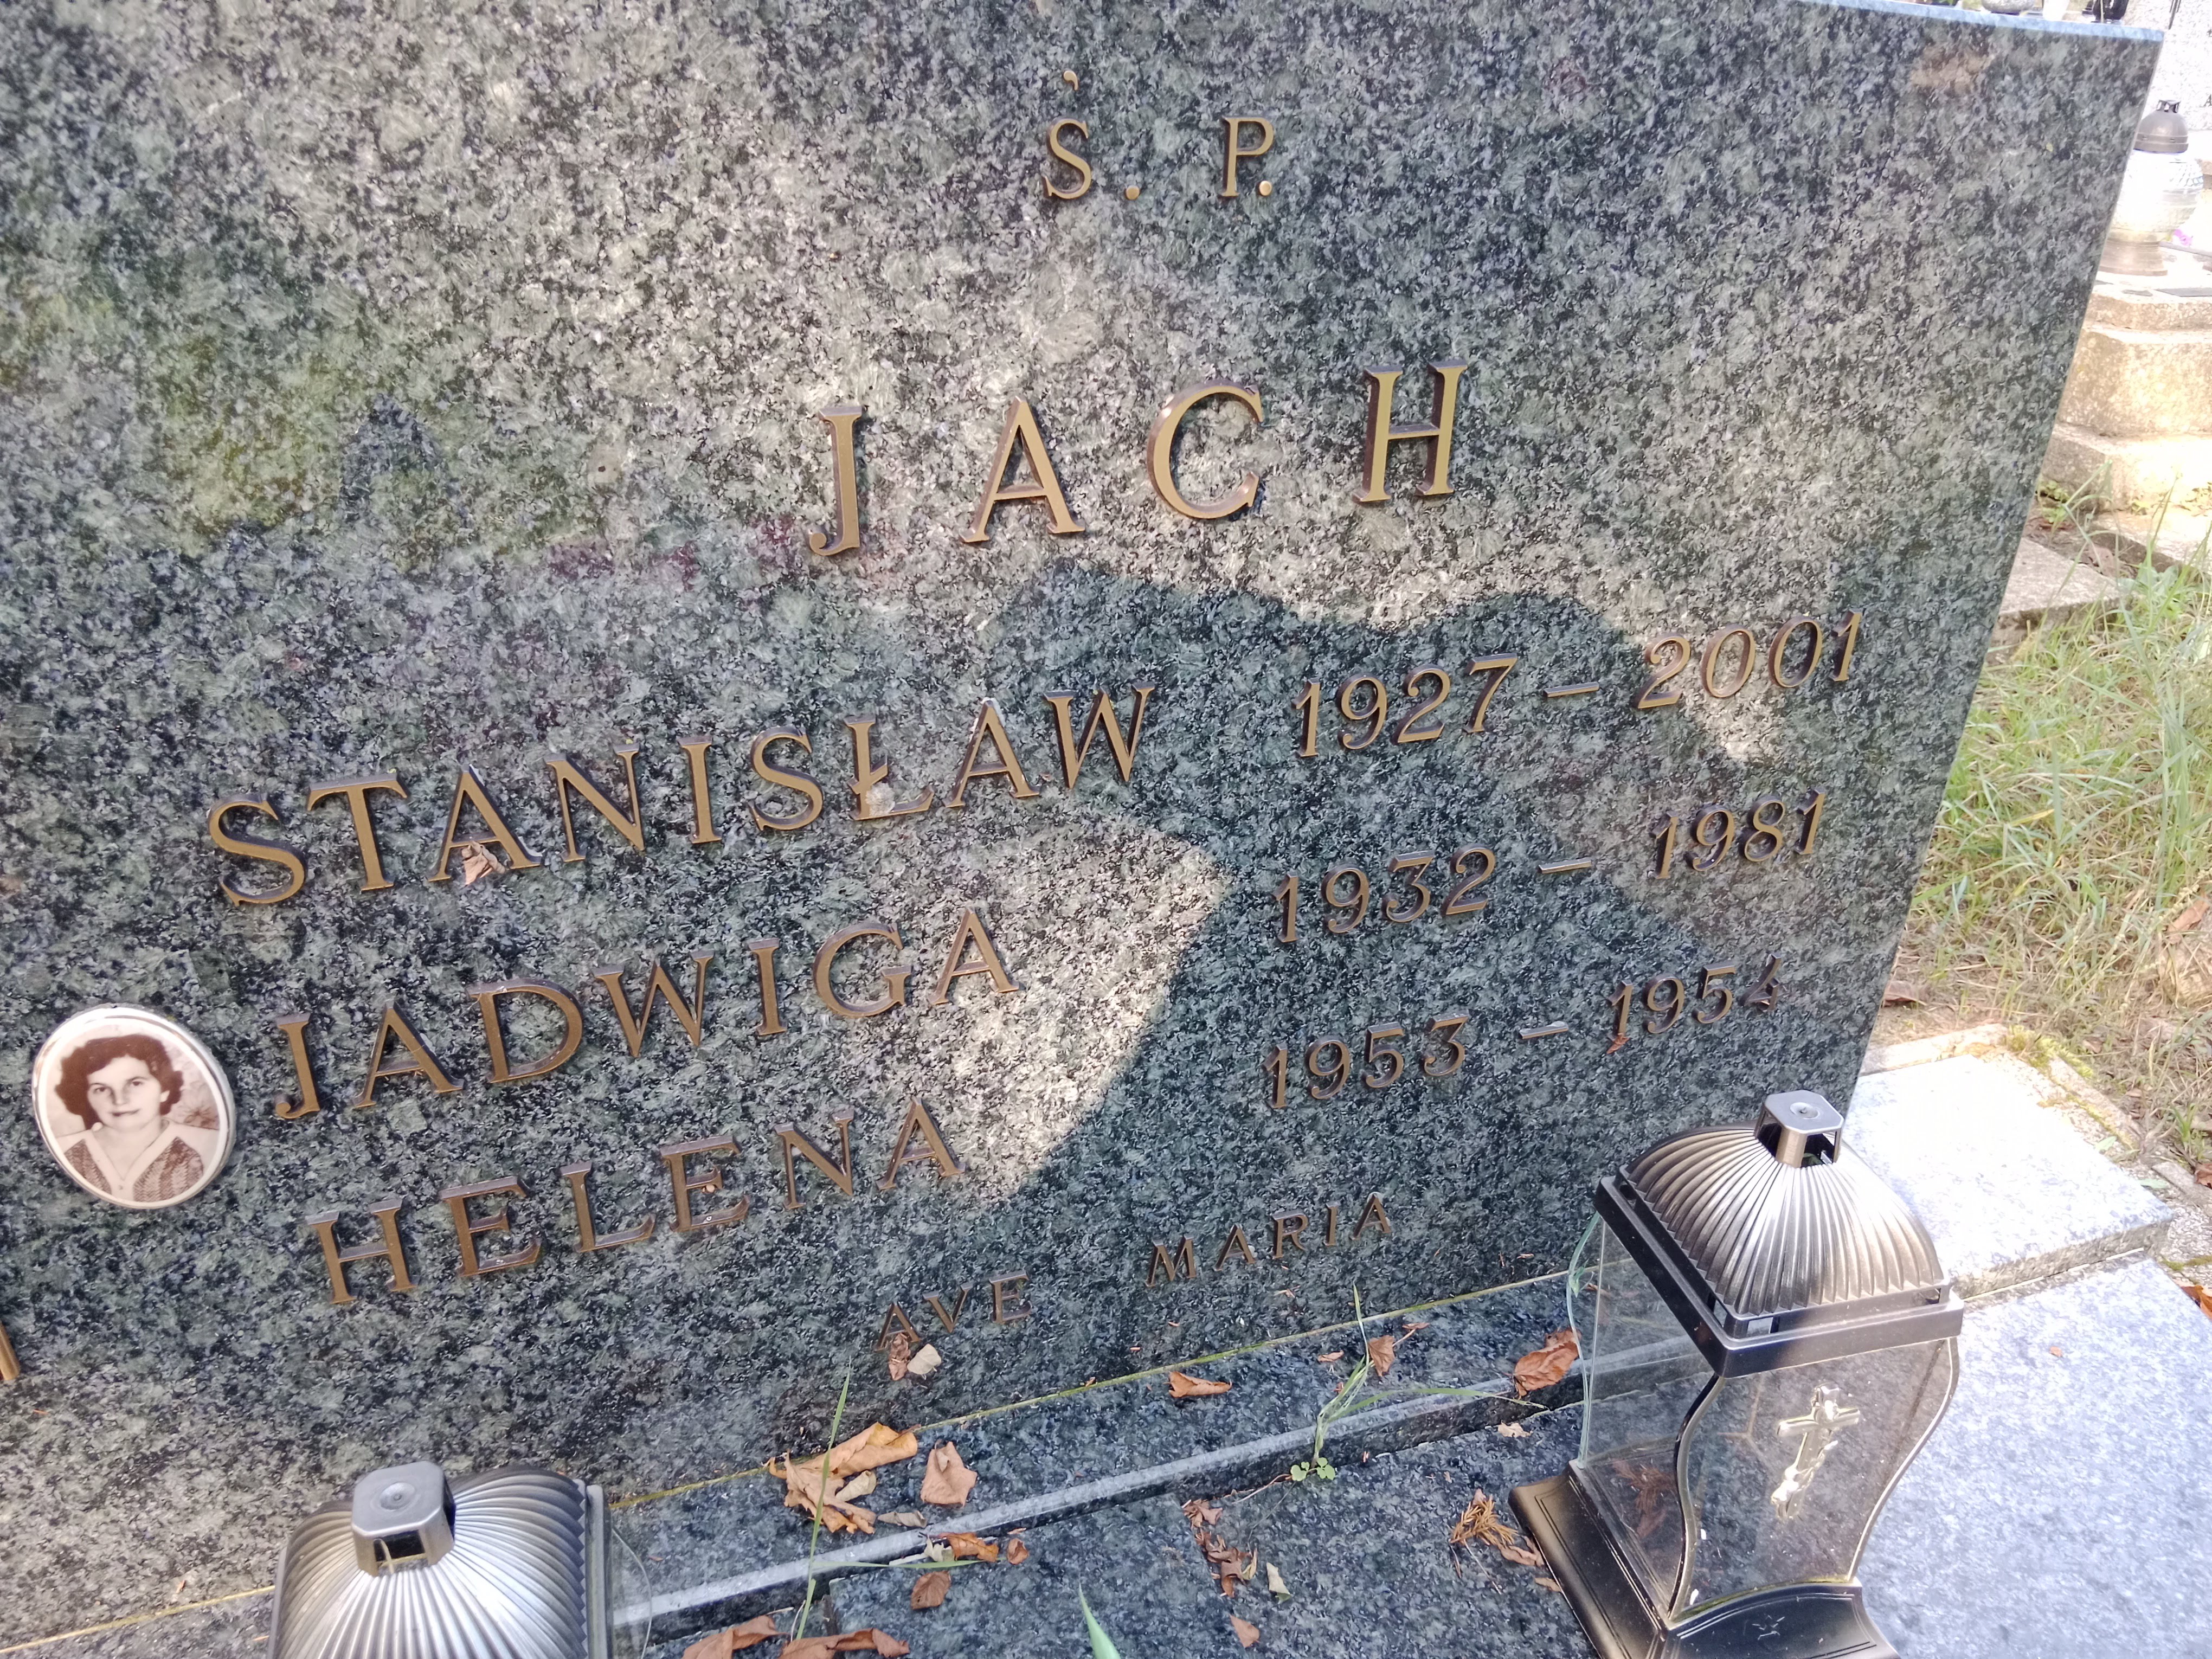 Ś. P.
JACH
STANISŁAW 1927 – 2001
JADWIGA 1932 – 1981
HELENA 1953 – 1954
AVE MARIA